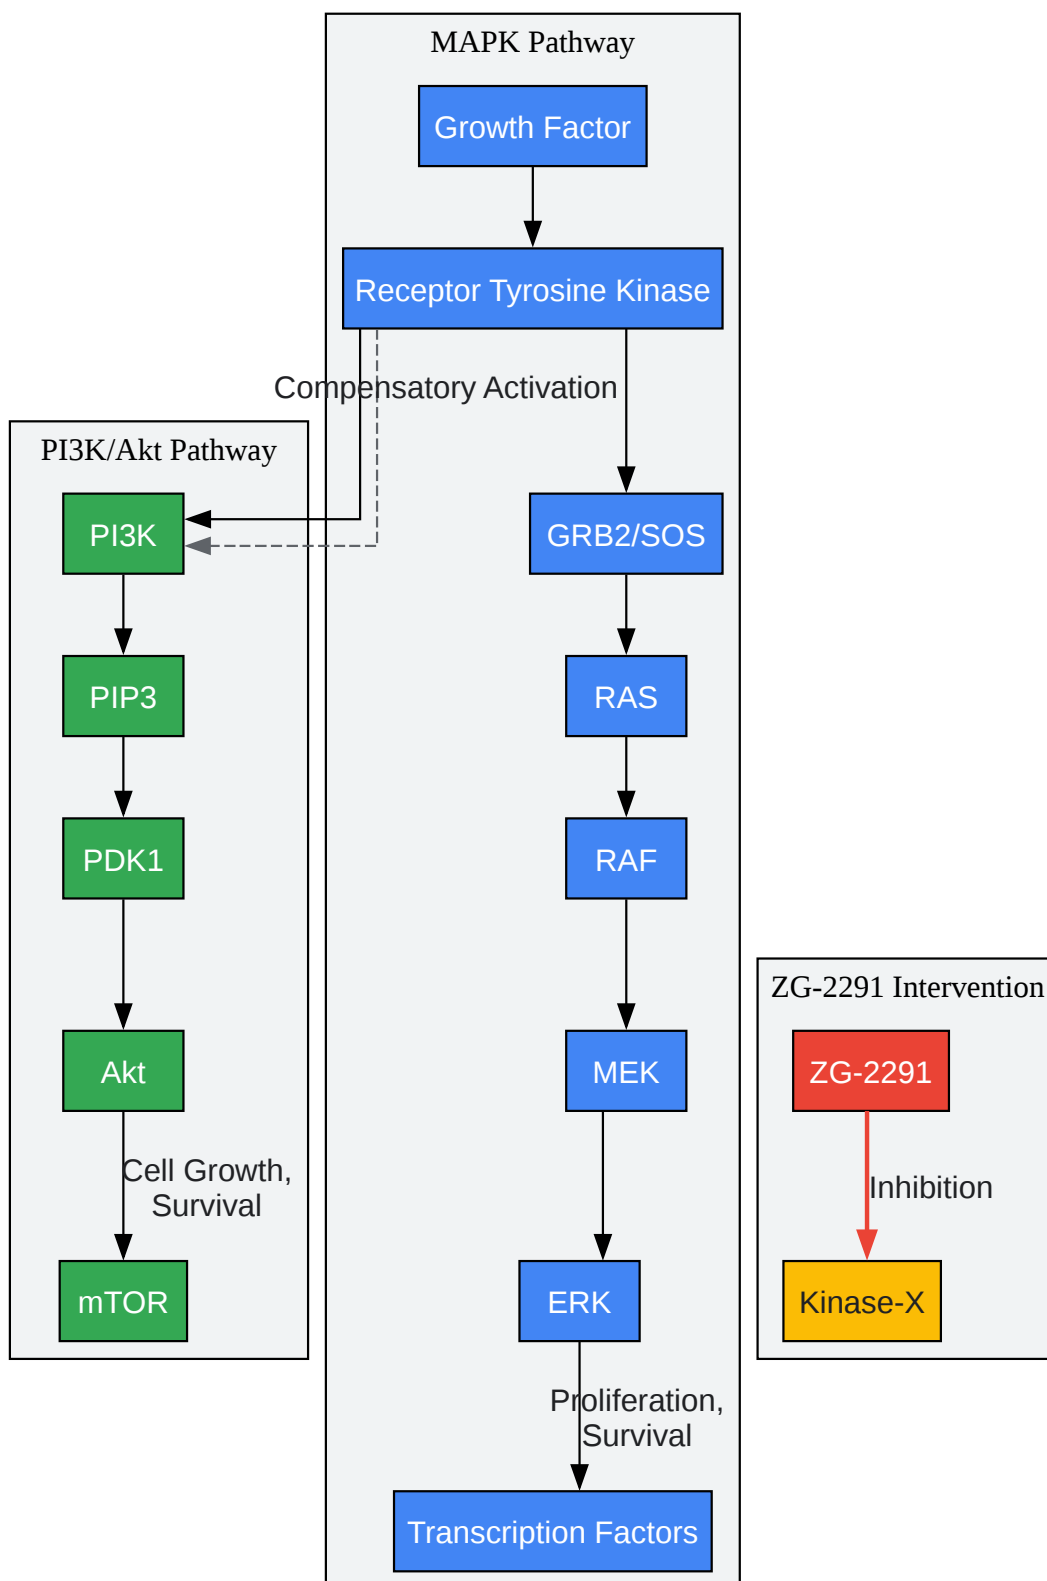 MAPK Pathway
Growth Factor
Receptor Tyrosine Kinase
Compensatory Activation
GRB2/SOS
RAS
RAF
MEK
ERK
Proliferation,
Survival
Transcription Factors
PI3K/Akt Pathway
PI3K
PIP3
PDK1
Akt
Cell Growth,
Survival
mTOR
ZG-2291 Intervention
ZG-2291
Inhibition
Kinase-X